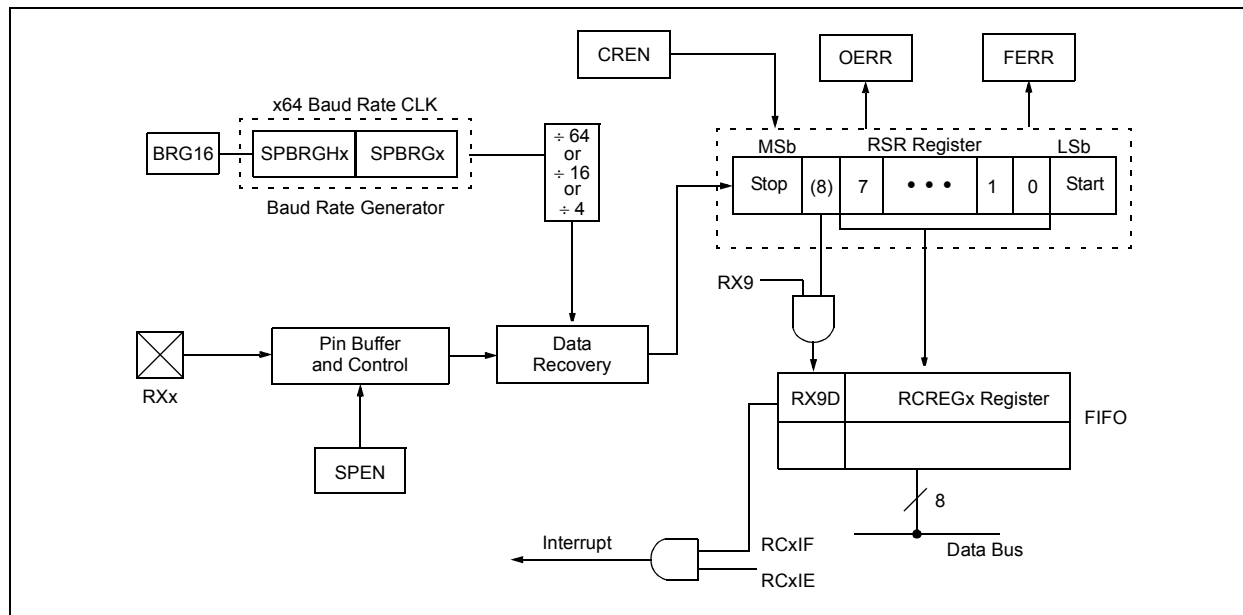 CREN
OERR
FERR
x64 Baud Rate CLK
BRG16
SPBRGHx
SPBRGx
Baud Rate Generator
÷ 64
or
÷ 16
or
÷ 4
MSb
RSR Register
LSb
Stop
(8)
7
• • •
1
0
Start
RX9
RXx
Pin Buffer
and Control
Data
Recovery
SPEN
RX9D
RCREGx Register
FIFO
8
Data Bus
Interrupt
RCxIF
RCxIE